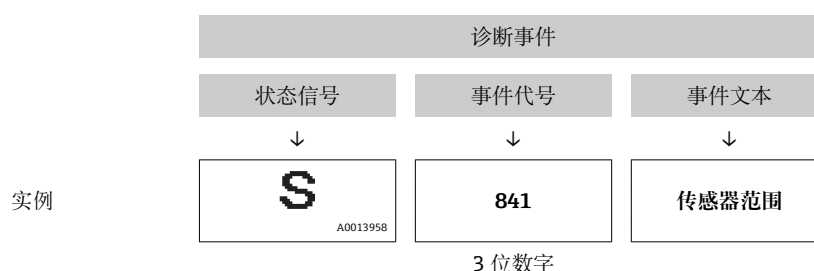 诊断事件
状态信号 事件代号 事件文本
↓ ↓ ↓
实例 S 841 传感器范围
A0013958
3 位数字